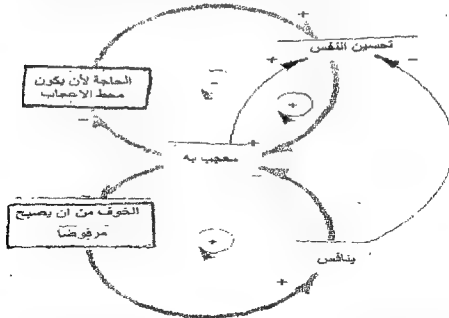 +
تحسين النفس
+
-
الحاجة لأن يكون
محط الاعجاب
-
+
-
+
معجب به
-
-
الخوف من ان يصبح
مرفوضا
+
ينافس
+